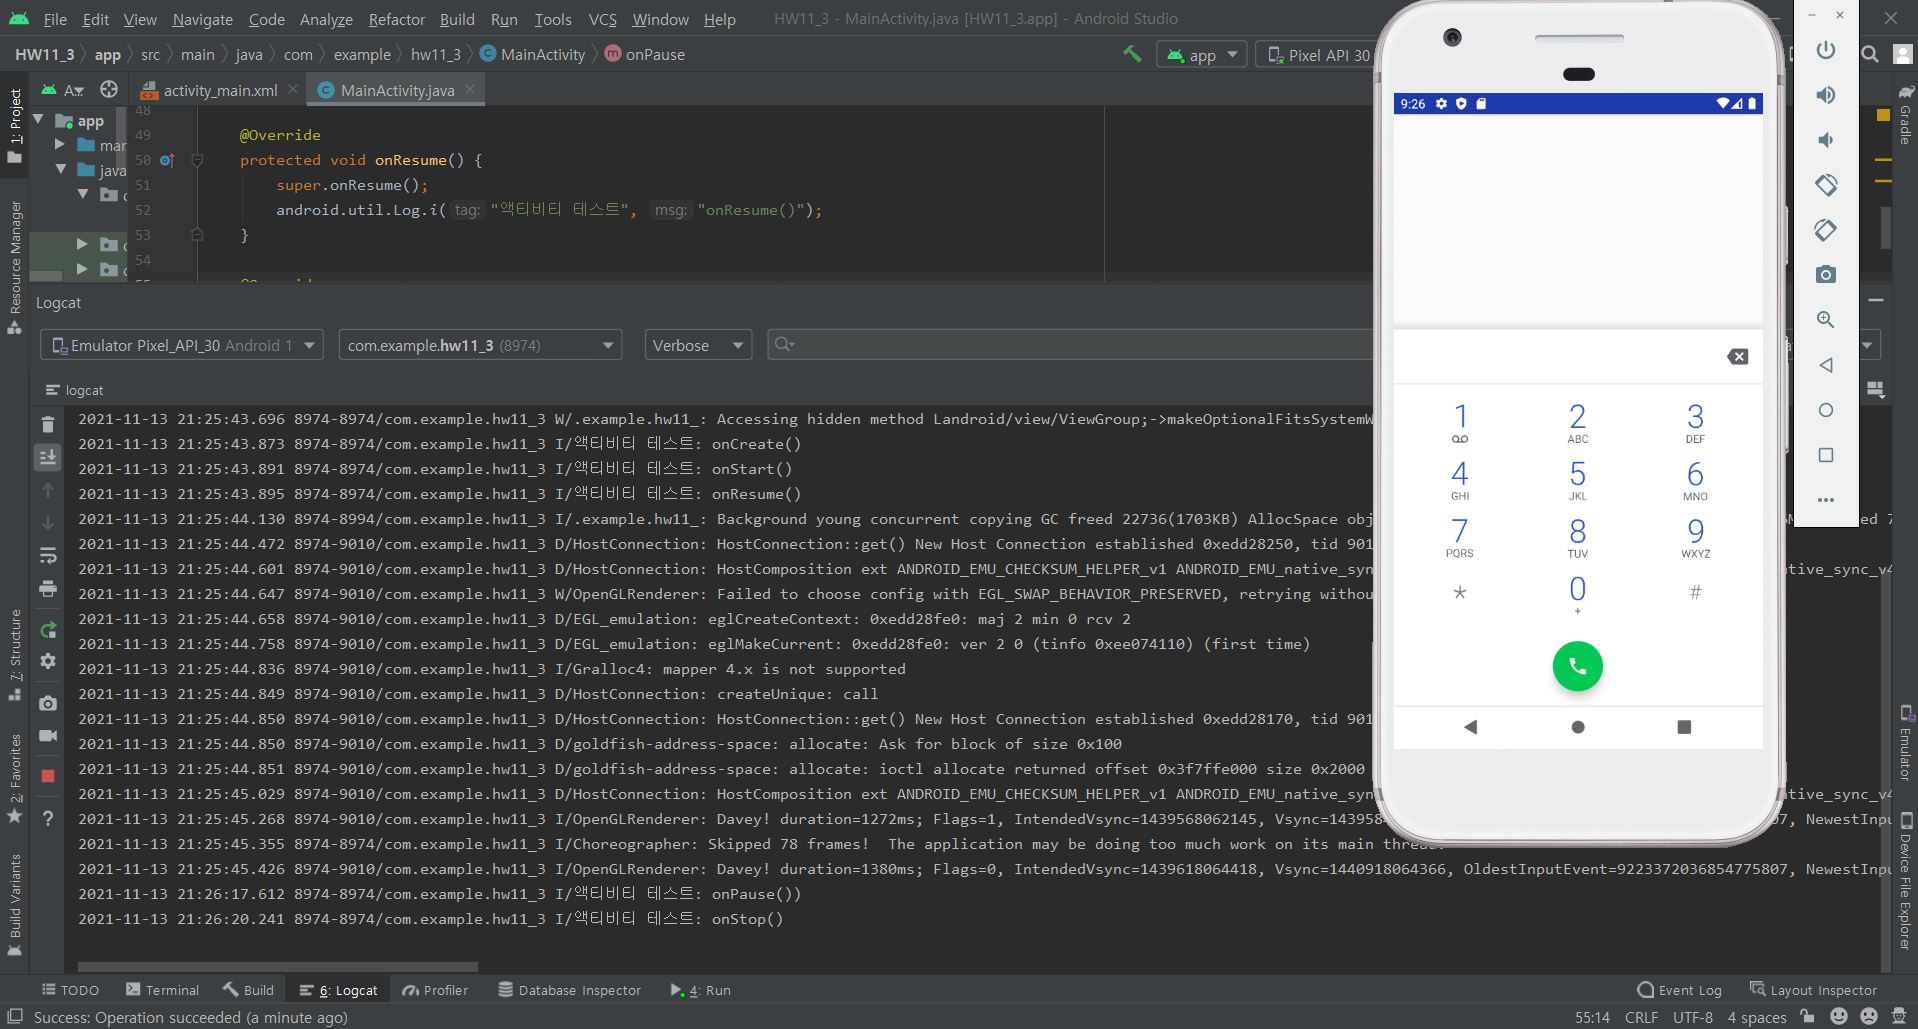 File Edit View Navigate Code Analyze Refactor Build Run Tools VCS Window Help HW11_3 - MainActivity.java [HW11_3.app] - Android Studio
HW11_3 app src main java com example hw11_3 MainActivity onPause app Pixel API 30
A... activity_main.xml MainActivity.java
1: Project
Resource Manager
7: Structure
2: Favorites
Build Variants
app
mar
java
48
49 @Override
50 protected void onResume() {
51 super.onResume();
52 android.util.Log.i( tag: "액티비티 테스트", msg: "onResume()");
53 }
54
Logcat
Emulator Pixel_API_30 Android 1 com.example.hw11_3 (8974) Verbose
logcat
2021-11-13 21:25:43.696 8974-8974/com.example.hw11_3 W/.example.hw11_: Accessing hidden method Landroid/view/ViewGroup;->makeOptionalFitsSystemW
2021-11-13 21:25:43.873 8974-8974/com.example.hw11_3 I/액티비티 테스트: onCreate()
2021-11-13 21:25:43.891 8974-8974/com.example.hw11_3 I/액티비티 테스트: onStart()
2021-11-13 21:25:43.895 8974-8974/com.example.hw11_3 I/액티비티 테스트: onResume()
2021-11-13 21:25:44.130 8974-8994/com.example.hw11_3 I/.example.hw11_: Background young concurrent copying GC freed 22736(1703KB) AllocSpace obj ed 7
2021-11-13 21:25:44.472 8974-9010/com.example.hw11_3 D/HostConnection: HostConnection::get() New Host Connection established 0xedd28250, tid 901
2021-11-13 21:25:44.601 8974-9010/com.example.hw11_3 D/HostConnection: HostComposition ext ANDROID_EMU_CHECKSUM_HELPER_v1 ANDROID_EMU_native_syn ative_sync_v4
2021-11-13 21:25:44.647 8974-9010/com.example.hw11_3 W/OpenGLRenderer: Failed to choose config with EGL_SWAP_BEHAVIOR_PRESERVED, retrying withou
2021-11-13 21:25:44.658 8974-9010/com.example.hw11_3 D/EGL_emulation: eglCreateContext: 0xedd28fe0: maj 2 min 0 rcv 2
2021-11-13 21:25:44.758 8974-9010/com.example.hw11_3 D/EGL_emulation: eglMakeCurrent: 0xedd28fe0: ver 2 0 (tinfo 0xee074110) (first time)
2021-11-13 21:25:44.836 8974-9010/com.example.hw11_3 I/Gralloc4: mapper 4.x is not supported
2021-11-13 21:25:44.849 8974-9010/com.example.hw11_3 D/HostConnection: createUnique: call
2021-11-13 21:25:44.850 8974-9010/com.example.hw11_3 D/HostConnection: HostConnection::get() New Host Connection established 0xedd28170, tid 901
2021-11-13 21:25:44.850 8974-9010/com.example.hw11_3 D/goldfish-address-space: allocate: Ask for block of size 0x100
2021-11-13 21:25:44.851 8974-9010/com.example.hw11_3 D/goldfish-address-space: allocate: ioctl allocate returned offset 0x3f7ffe000 size 0x2000
2021-11-13 21:25:45.029 8974-9010/com.example.hw11_3 D/HostConnection: HostComposition ext ANDROID_EMU_CHECKSUM_HELPER_v1 ANDROID_EMU_native_syn ative_sync_v4
2021-11-13 21:25:45.268 8974-9010/com.example.hw11_3 I/OpenGLRenderer: Davey! duration=1272ms; Flags=1, IntendedVsync=1439568062145, Vsync=143958 07, NewestInpu
2021-11-13 21:25:45.355 8974-8974/com.example.hw11_3 I/Choreographer: Skipped 78 frames! The application may be doing too much work on its main thread.
2021-11-13 21:25:45.426 8974-9010/com.example.hw11_3 I/OpenGLRenderer: Davey! duration=1380ms; Flags=0, IntendedVsync=1439618064418, Vsync=1440918064366, OldestInputEvent=9223372036854775807, NewestInpu
2021-11-13 21:26:17.612 8974-8974/com.example.hw11_3 I/액티비티 테스트: onPause())
2021-11-13 21:26:20.241 8974-8974/com.example.hw11_3 I/액티비티 테스트: onStop()
9:26
1 2 3
ABC DEF
4 5 6
GHI JKL MNO
7 8 9
PQRS TUV WXYZ
* 0 #
+
Gradle
Emulator
Device File Explorer
TODO Terminal Build 6: Logcat Profiler Database Inspector 4: Run Event Log Layout Inspector
Success: Operation succeeded (a minute ago) 55:14 CRLF UTF-8 4 spaces